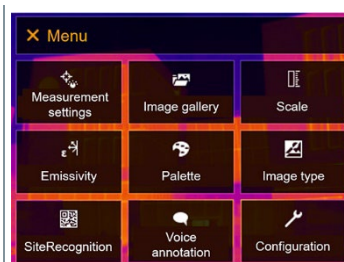 × Menu
Measurement
settings
Image gallery
Scale
ε
Emissivity
Palette
Image type
SiteRecognition
Voice
annotation
Configuration